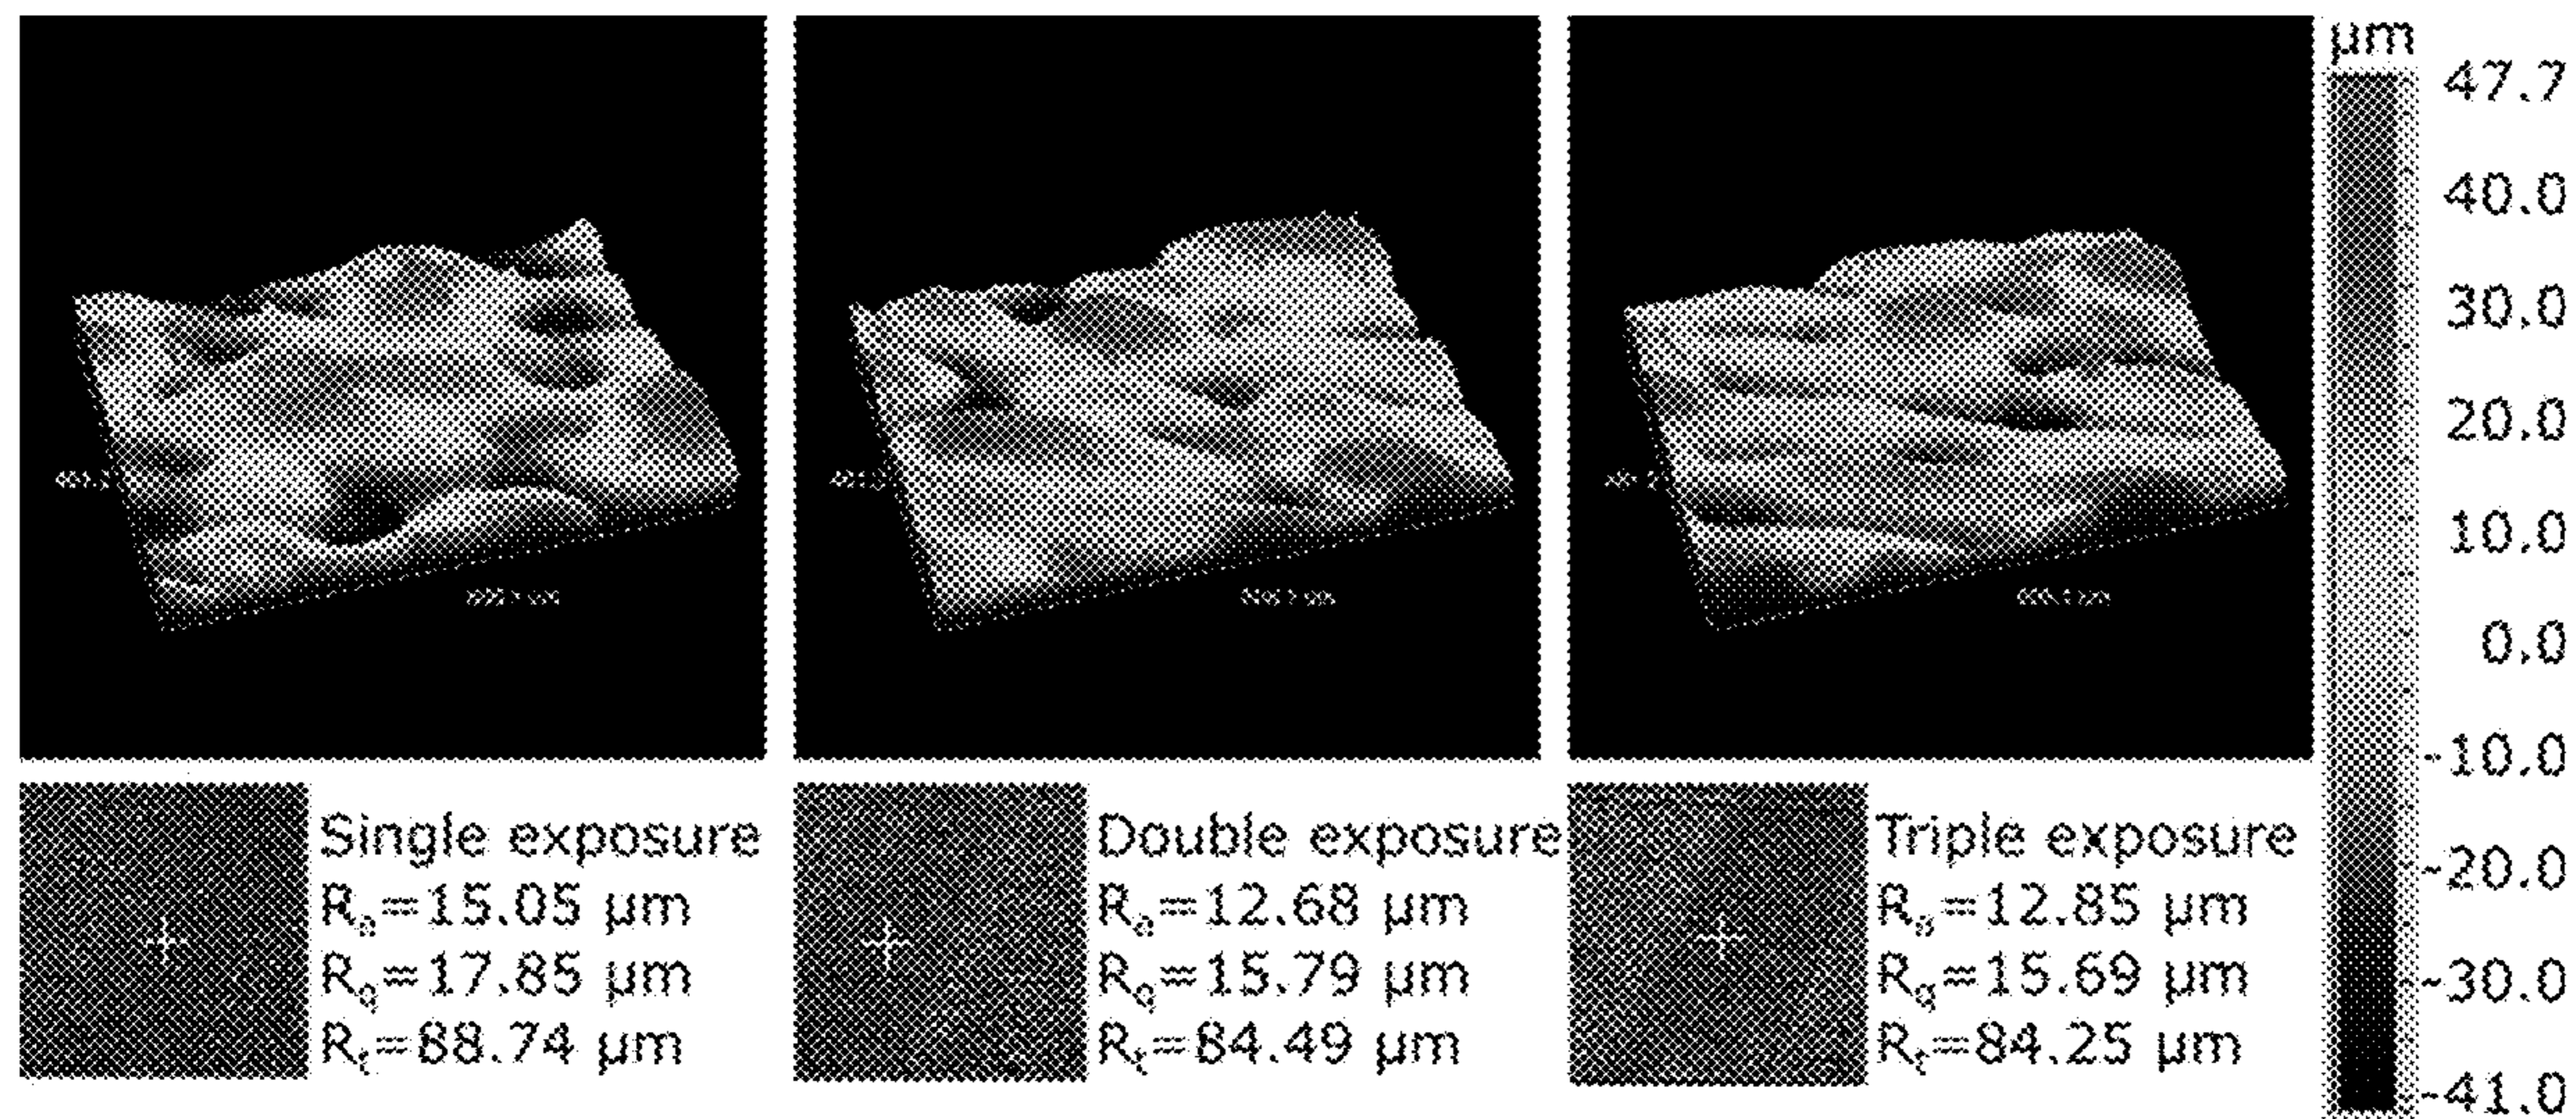 Single exposure
Ra=15.05 µm
Rq=17.85 µm
Rt=88.74 µm
Double exposure
Ra=12.68 µm
Rq=15.79 µm
Rt=84.49 µm
Triple exposure
Ra=12.85 µm
Rq=15.69 µm
Rt=84.25 µm
µm
47.7
40.0
30.0
20.0
10.0
0.0
-10.0
-20.0
-30.0
-41.0